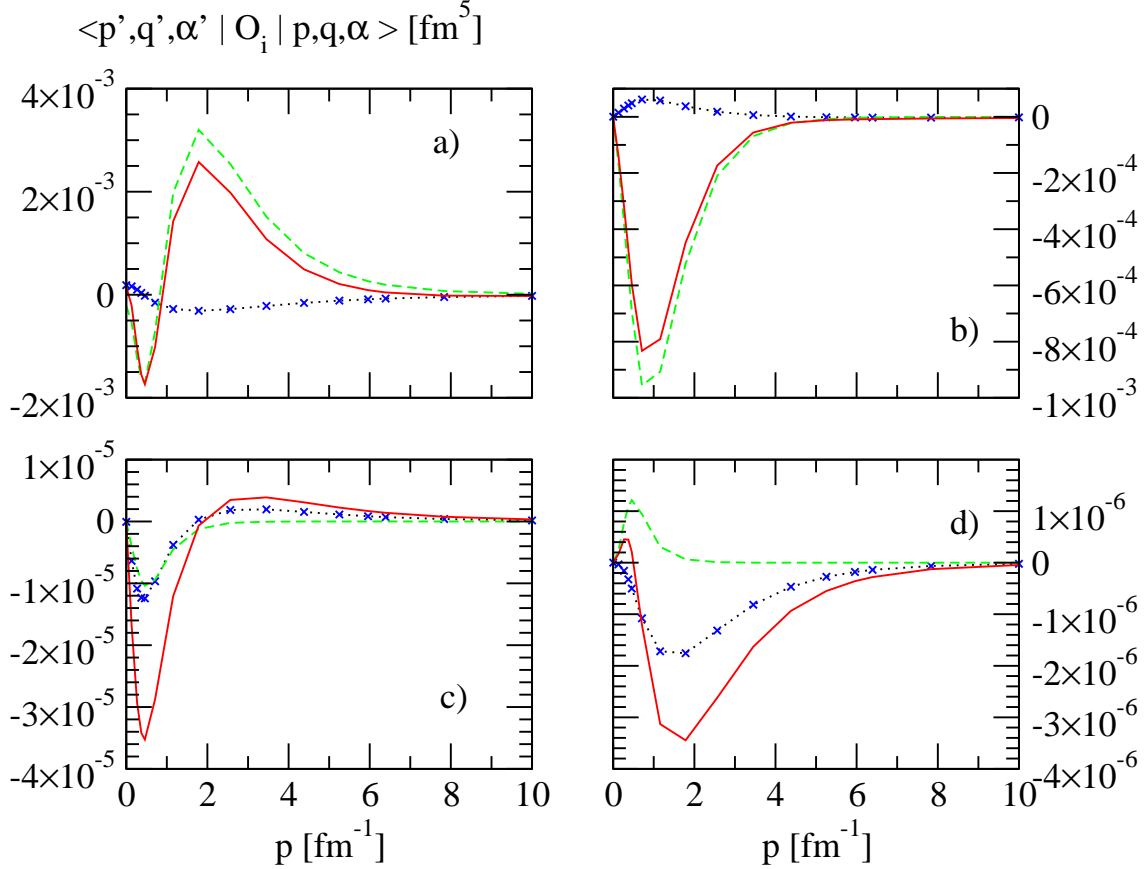 <p’,q’,α’ | Oᵢ | p,q,α > [fm⁵]
4×10⁻³
2×10⁻³
0
-2×10⁻³
a)
0
-2×10⁻⁴
-4×10⁻⁴
-6×10⁻⁴
-8×10⁻⁴
-1×10⁻³
b)
1×10⁻⁵
0
-1×10⁻⁵
-2×10⁻⁵
-3×10⁻⁵
-4×10⁻⁵
c)
0 2 4 6 8 10
p [fm⁻¹]
1×10⁻⁶
0
-1×10⁻⁶
-2×10⁻⁶
-3×10⁻⁶
-4×10⁻⁶
d)
0 2 4 6 8 10
p [fm⁻¹]